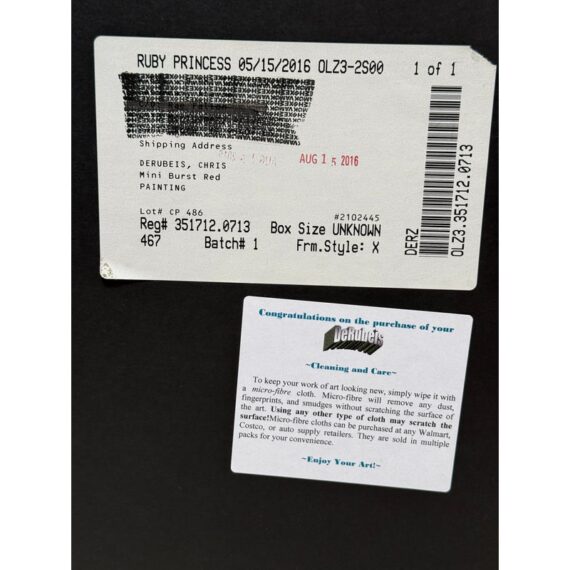 RUBY PRINCESS 05/15/2016 OLZ3-2S00 1 of 1
Shipping Address
AUG 15 2016
DERUBEIS, CHRIS
Mini Burst Red
PAINTING
Lot# CP 486
#2102445
Reg# 351712.0713
Box Size UNKNOWN
467 Batch# 1 Frm.Style: X
DERZ
OLZ3.351712.0713
Congratulations on the purchase of your
DeRubeis
~Cleaning and Care~
To keep your work of art looking new, simply wipe it with
a micro-fibre cloth. Micro-fibre will remove any dust,
fingerprints, and smudges without scratching the surface of
the art. Using any other type of cloth may scratch the
surface!Micro-fibre cloths can be purchased at any Walmart,
Costco, or auto supply retailers. They are sold in multiple
packs for your convenience.
~Enjoy Your Art!~